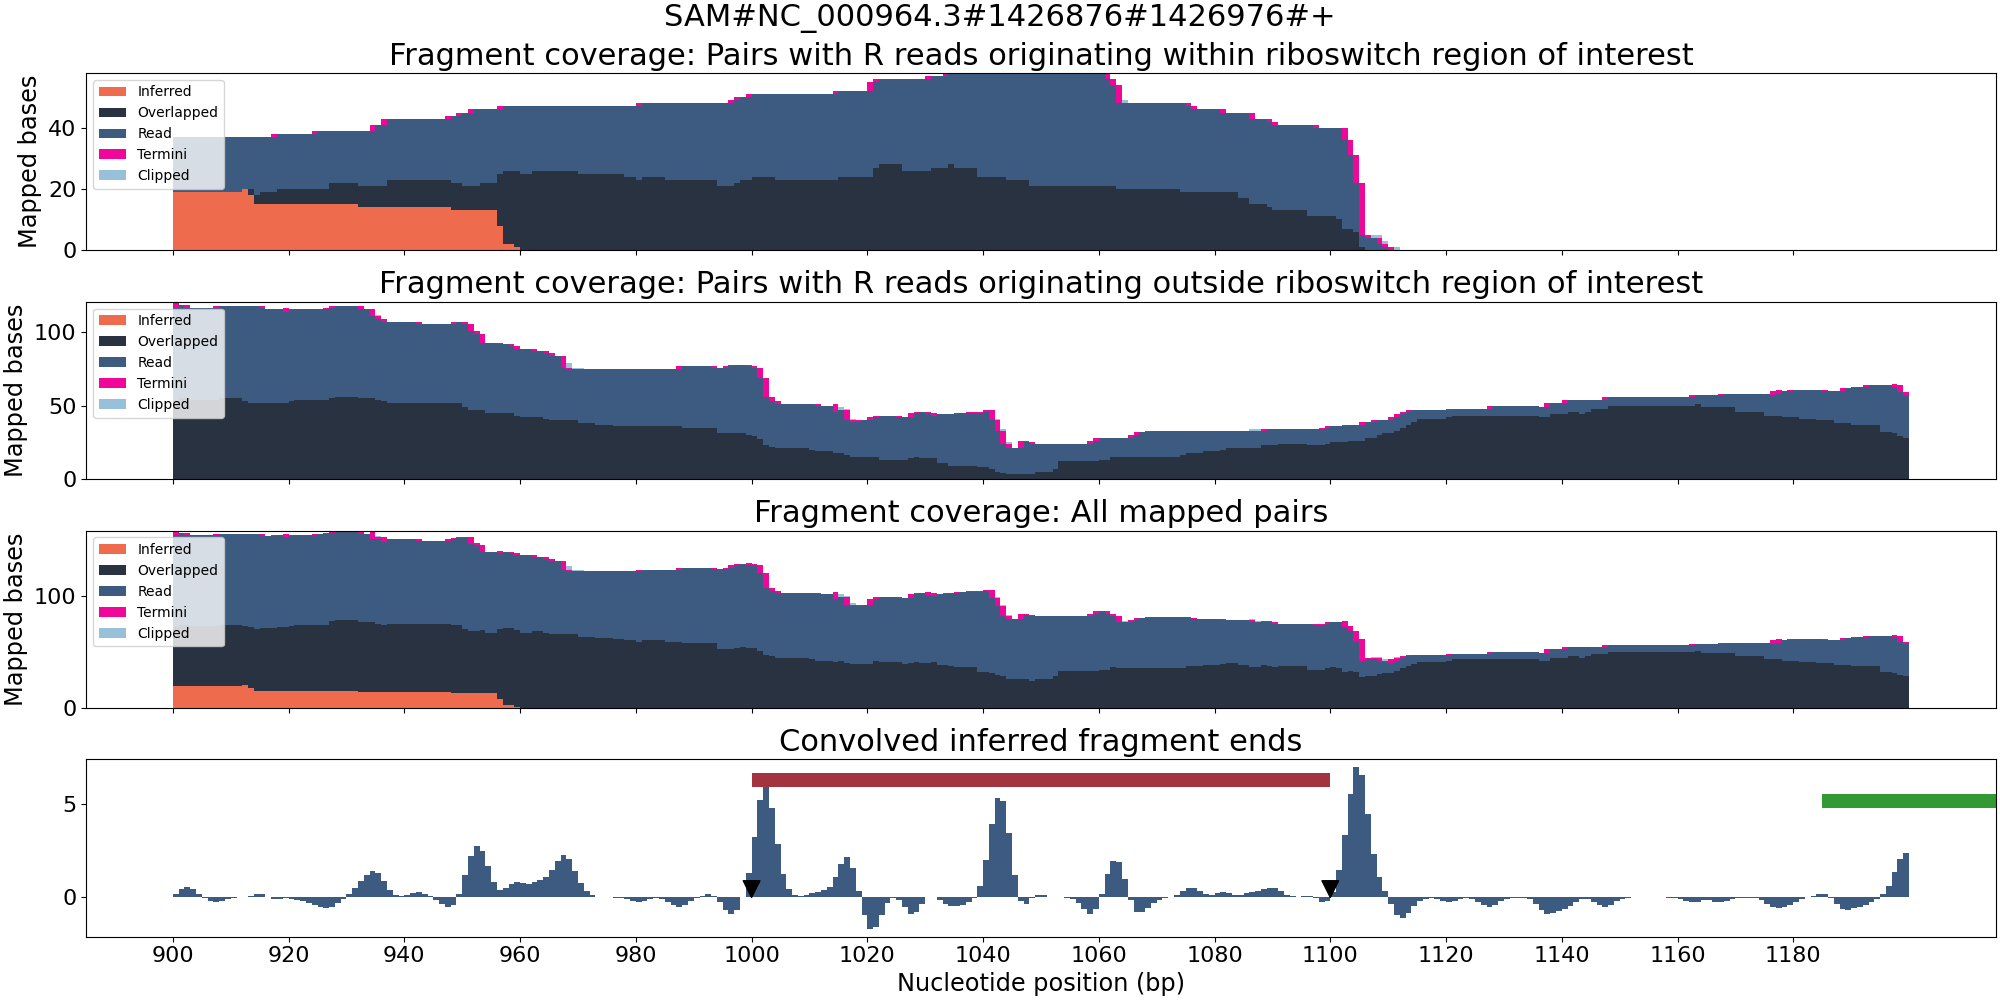 SAM#NC_000964.3#1426876#1426976#+
Fragment coverage: Pairs with R reads originating within riboswitch region of interest
Mapped bases
40
20
0
Inferred
Overlapped
Read
Termini
Clipped
Fragment coverage: Pairs with R reads originating outside riboswitch region of interest
Mapped bases
100
50
0
Inferred
Overlapped
Read
Termini
Clipped
Fragment coverage: All mapped pairs
Mapped bases
100
0
Inferred
Overlapped
Read
Termini
Clipped
Convolved inferred fragment ends
5
0
900 920 940 960 980 1000 1020 1040 1060 1080 1100 1120 1140 1160 1180
Nucleotide position (bp)